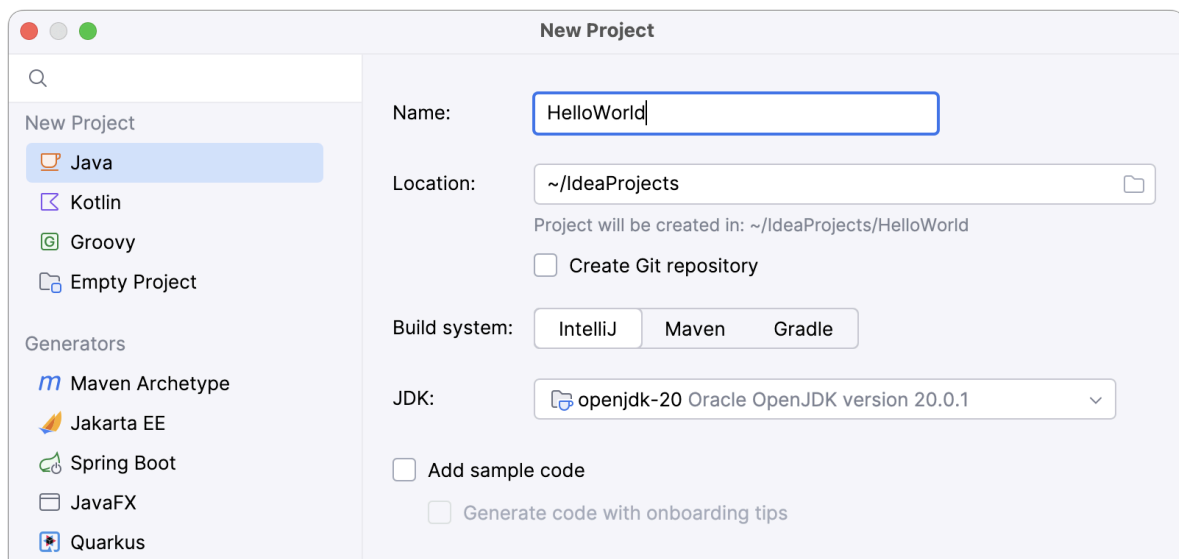 New Project
New Project
Java
Kotlin
G Groovy
Empty Project
Generators
m Maven Archetype
Jakarta EE
Spring Boot
JavaFX
Quarkus
Name: HelloWorld
Location: ~/IdeaProjects
Project will be created in: ~/IdeaProjects/HelloWorld
Create Git repository
Build system: IntelliJ Maven Gradle
JDK: openjdk-20 Oracle OpenJDK version 20.0.1
Add sample code
Generate code with onboarding tips